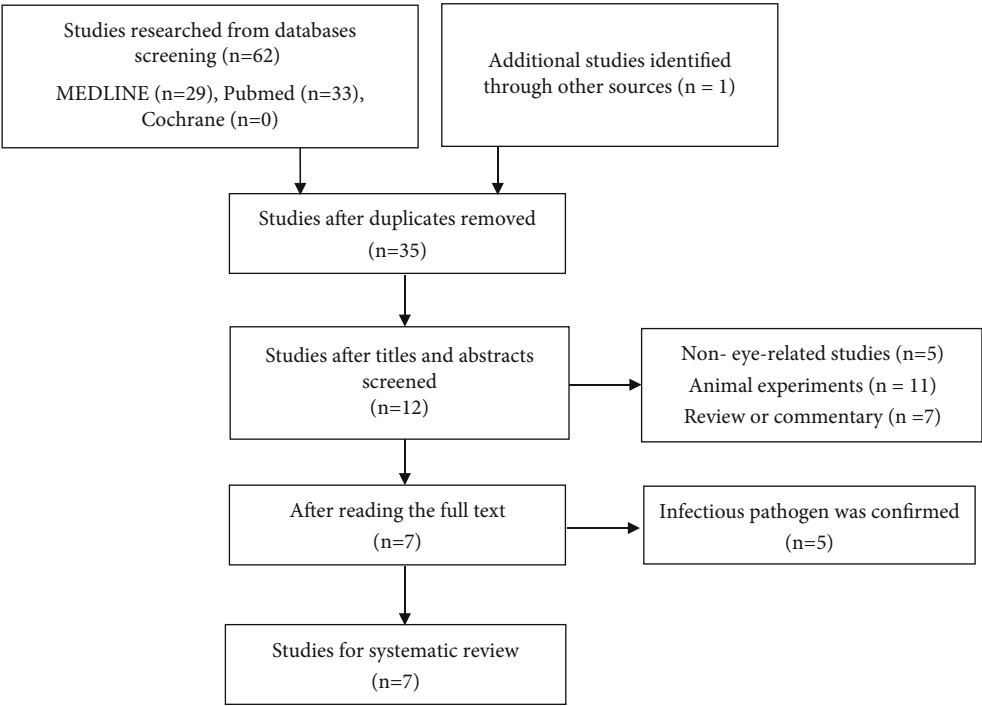 Studies researched from databases
screening (n=62)
MEDLINE (n=29), Pubmed (n=33),
Cochrane (n=0)
Additional studies identified
through other sources (n = 1)
Studies after duplicates removed
(n=35)
Studies after titles and abstracts
screened
(n=12)
Non- eye-related studies (n=5)
Animal experiments (n = 11)
Review or commentary (n =7)
After reading the full text
(n=7)
Infectious pathogen was confirmed
(n=5)
Studies for systematic review
(n=7)